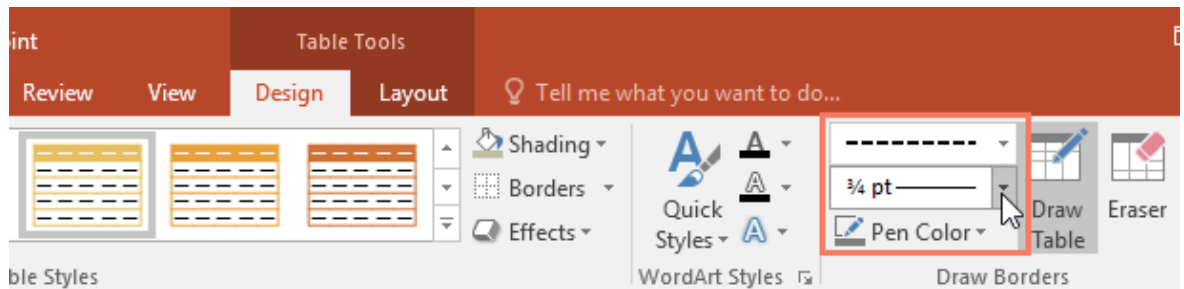 int
Table Tools
Review View Design Layout Tell me what you want to do...
Shading
Borders
Effects
Quick
Styles
¾ pt
Pen Color
Draw
Table
Eraser
ble Styles
WordArt Styles
Draw Borders